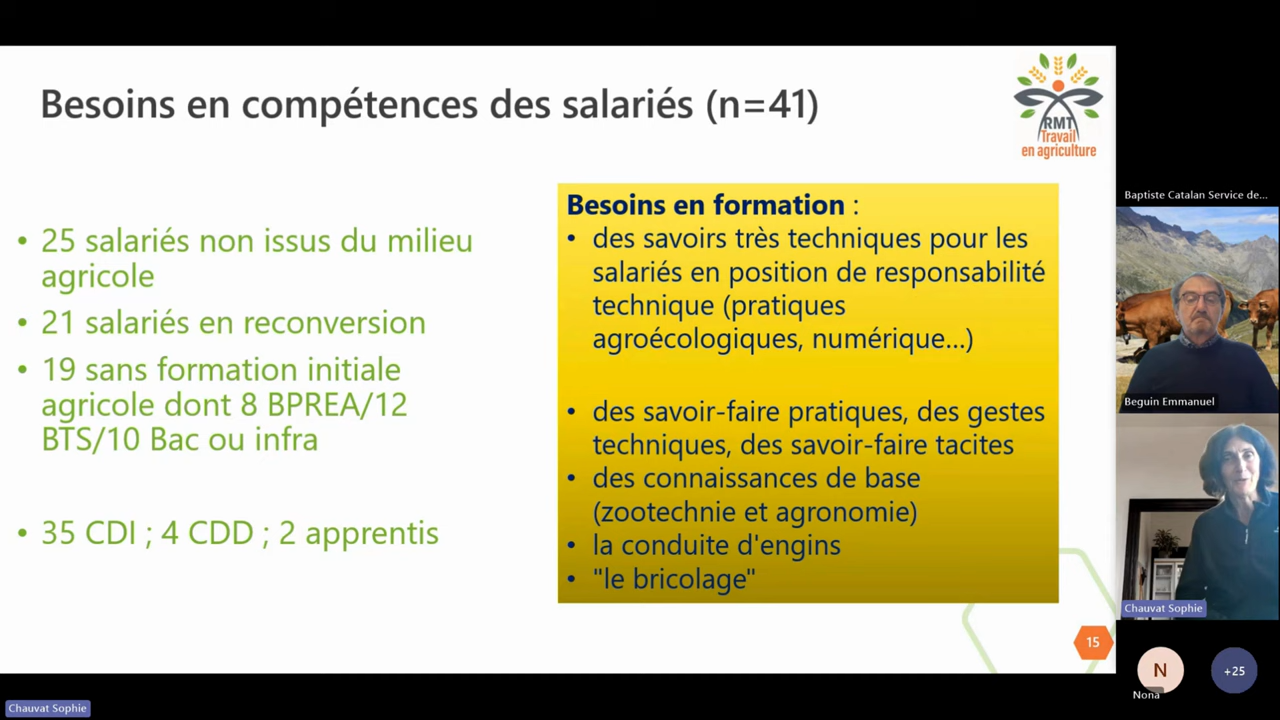 Besoins en compétences des salariés (n=41)
RMT
Travail
en agriculture
• 25 salariés non issus du milieu
agricole
• 21 salariés en reconversion
• 19 sans formation initiale
agricole dont 8 BPREA/12
BTS/10 Bac ou infra
• 35 CDI ; 4 CDD ; 2 apprentis
Besoins en formation :
• des savoirs très techniques pour les
salariés en position de responsabilité
technique (pratiques
agroécologiques, numérique...)
• des savoir-faire pratiques, des gestes
techniques, des savoir-faire tacites
• des connaissances de base
(zootechnie et agronomie)
• la conduite d'engins
• "le bricolage"
15
Baptiste Catalan Service de...
Beguin Emmanuel
Chauvat Sophie
N
Nona
+25
Chauvat Sophie